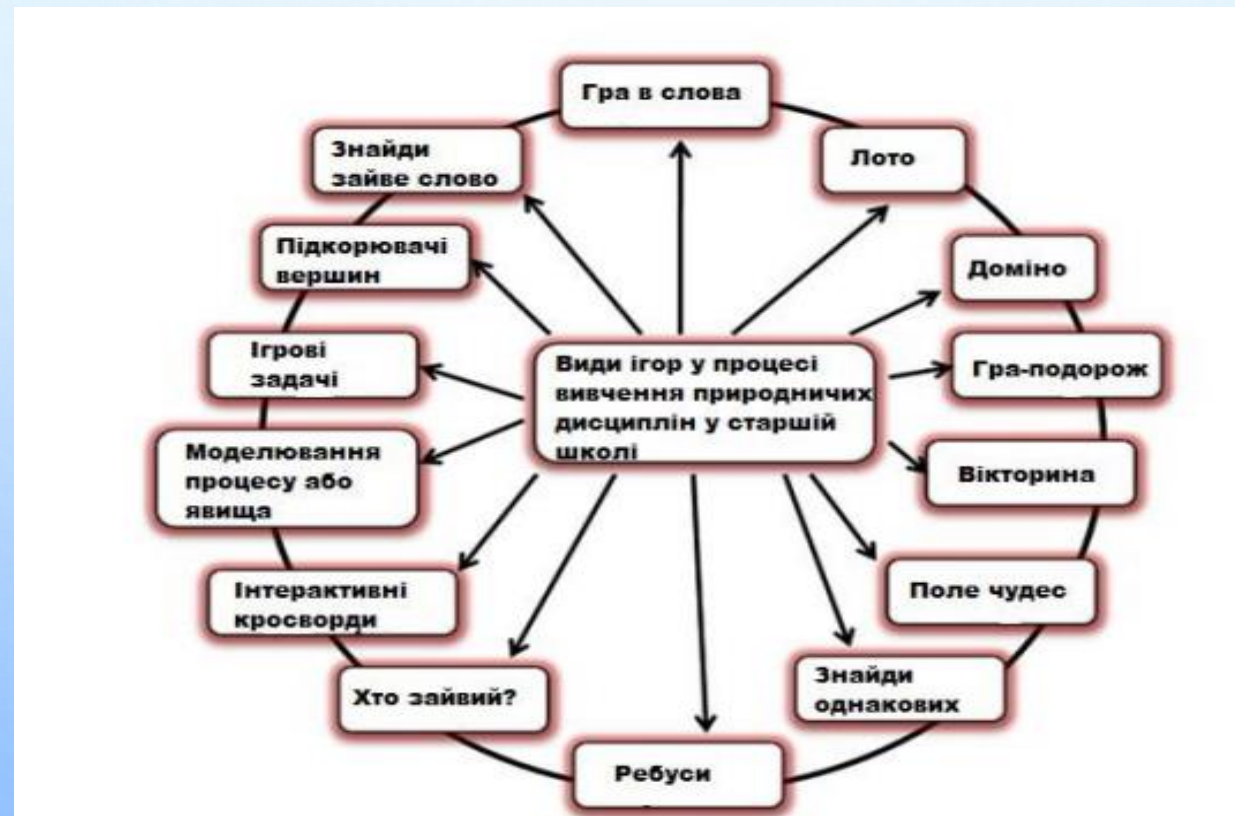 Гра в слова
Лото
Доміно
Гра-подорож
Вікторина
Поле чудес
Знайди
однакових
Ребуси
Хто зайвий?
Інтерактивні
кросворди
Моделювання
процесу або
явища
Ігрові
задачі
Підкорювачі
вершин
Знайди
зайве слово
Види ігор у процесі
вивчення природничих
дисциплін у старшій
школі